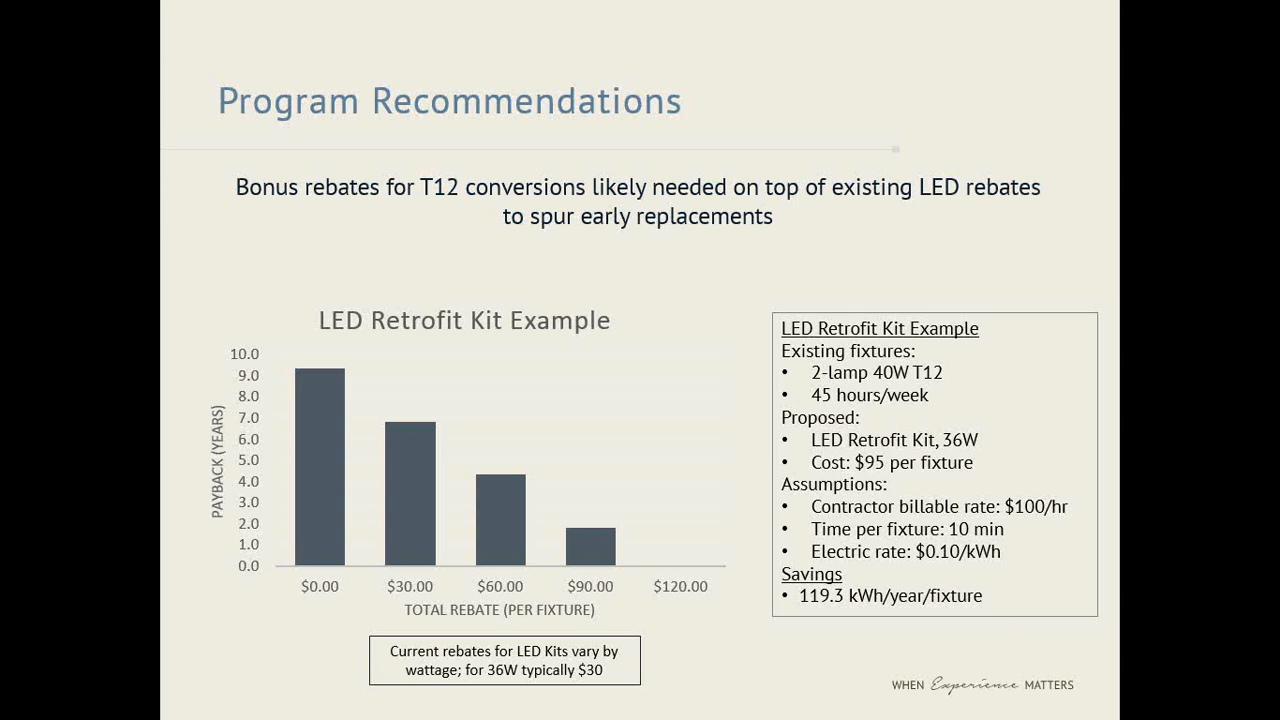 Program Recommendations
Bonus rebates for T12 conversions likely needed on top of existing LED rebates
to spur early replacements
LED Retrofit Kit Example
10.0
9.0
8.0
7.0
6.0
5.0
4.0
3.0
2.0
1.0
0.0
PAYBACK (YEARS)
$0.00 $30.00 $60.00 $90.00 $120.00
TOTAL REBATE (PER FIXTURE)
Current rebates for LED Kits vary by
wattage; for 36W typically $30
LED Retrofit Kit Example
Existing fixtures:
• 2-lamp 40W T12
• 45 hours/week
Proposed:
• LED Retrofit Kit, 36W
• Cost: $95 per fixture
Assumptions:
• Contractor billable rate: $100/hr
• Time per fixture: 10 min
• Electric rate: $0.10/kWh
Savings
• 119.3 kWh/year/fixture
WHEN Experience MATTERS